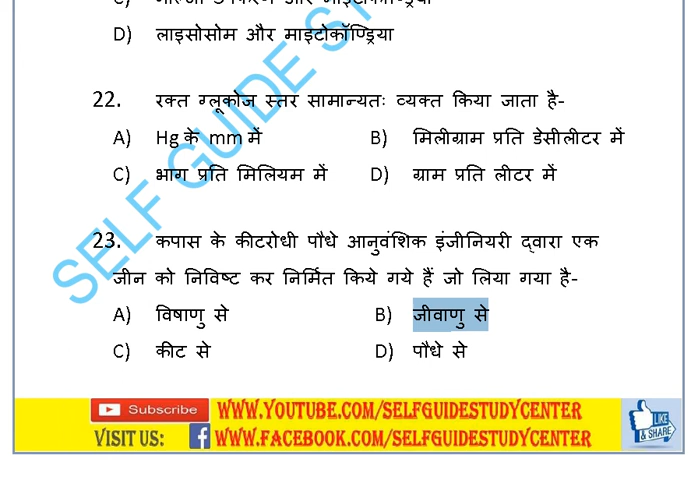 D) लाइसोसोम और माइटोकॉण्ड्रिया
22. रक्त ग्लूकोज स्तर सामान्यतः व्यक्त किया जाता है-
A) Hg के mm में B) मिलीग्राम प्रति डेसीलीटर में
C) भाग प्रति मिलियम में D) ग्राम प्रति लीटर में
23. कपास के कीटरोधी पौधे आनुवंशिक इंजीनियरी द्वारा एक
जीन को निविष्ट कर निर्मित किये गये हैं जो लिया गया है-
A) विषाणु से B) जीवाणु से
C) कीट से D) पौधे से
SELF GUIDE ST
Subscribe WWW.YOUTUBE.COM/SELFGUIDESTUDYCENTER
VISIT US: f WWW.FACEBOOK.COM/SELFGUIDESTUDYCENTER
LIKE
& SHARE